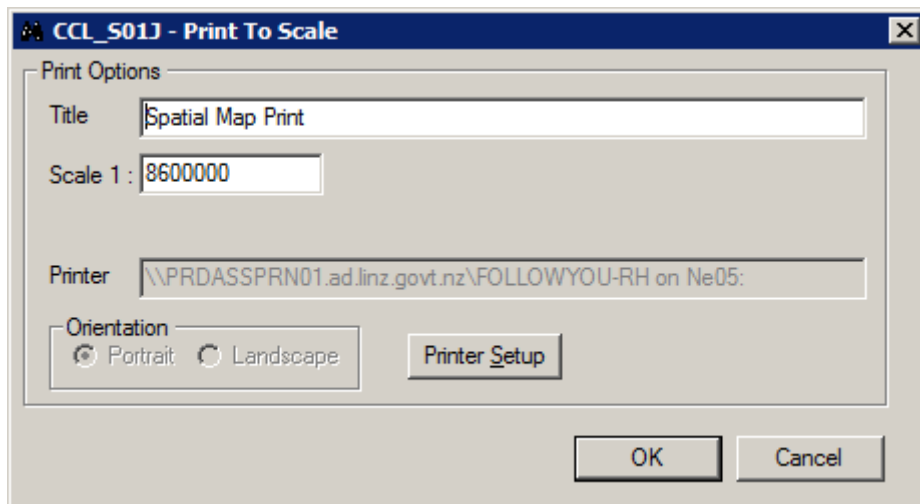 CCL_S01J - Print To Scale
Print Options
Title Spatial Map Print
Scale 1 : 8600000
Printer \\PRDASSPRN01.ad.linz.govt.nz\FOLLOWYOU-RH on Ne05:
Orientation
Portrait Landscape
Printer Setup
OK Cancel